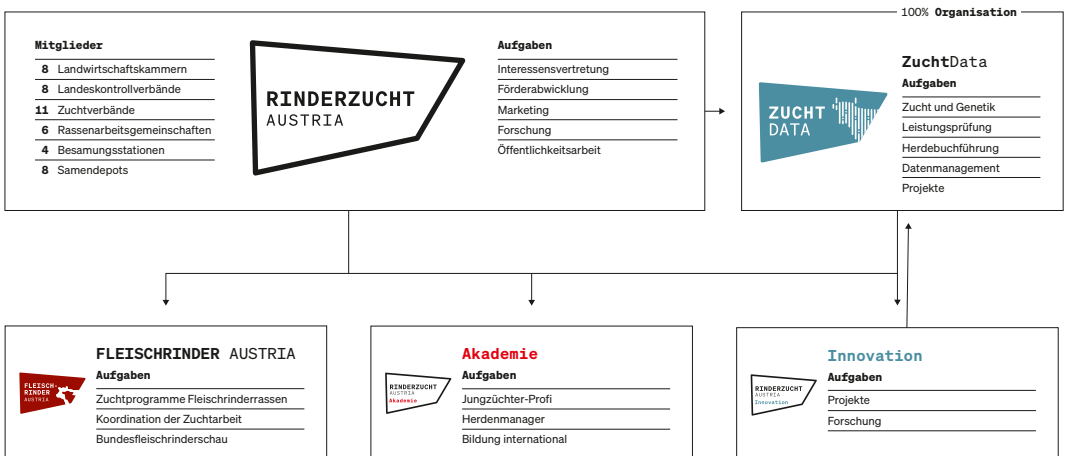 100% Organisation
Mitglieder
8 Landwirtschaftskammern
8 Landeskontrollverbände
11 Zuchtverbände
6 Rassenarbeitsgemeinschaften
4 Besamungsstationen
8 Samendepots
RINDERZUCHT
AUSTRIA
Aufgaben
Interessensvertretung
Förderabwicklung
Marketing
Forschung
Öffentlichkeitsarbeit
ZUCHT
DATA
ZuchtData
Aufgaben
Zucht und Genetik
Leistungsprüfung
Herdebuchführung
Datenmanagement
Projekte
FLEISCH-
RINDER
AUSTRIA
FLEISCHRINDER AUSTRIA
Aufgaben
Zuchtprogramme Fleischrinderrassen
Koordination der Zuchtarbeit
Bundesfleischrinderschau
RINDERZUCHT
AUSTRIA
Akademie
Akademie
Aufgaben
Jungzüchter-Profi
Herdenmanager
Bildung international
RINDERZUCHT
AUSTRIA
Innovation
Innovation
Aufgaben
Projekte
Forschung